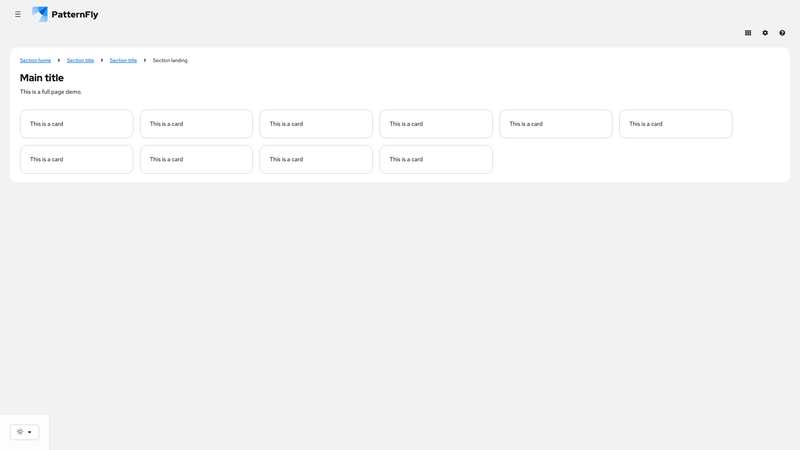 PatternFly
Section home Section title Section title Section landing
Main title
This is a full page demo.
This is a card This is a card This is a card This is a card This is a card This is a card
This is a card This is a card This is a card This is a card